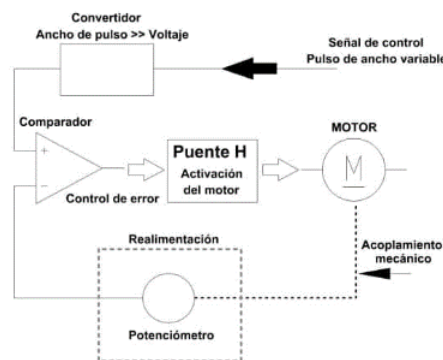 Convertidor
Ancho de pulso >> Voltaje
Señal de control
Pulso de ancho variable
Comparador
MOTOR
+
Puente H
Activación
del motor
M
−
Control de error
Realimentación
Acoplamiento
mecánico
Potenciómetro